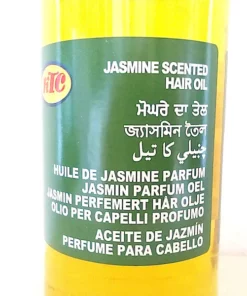 KTC
JASMINE SCENTED
HAIR OIL
ਮੋਘਰੇ ਦਾ ਤੇਲ
জ্যাসমিন তৈল
چنبیلی کا تیل
HUILE DE JASMINE PARFUM
JASMIN PARFUM OEL
JASMIN PERFEMERT HÅR OLJE
OLIO PER CAPELLI PROFUMO
ACEITE DE JAZMÍN
PERFUME PARA CABELLO